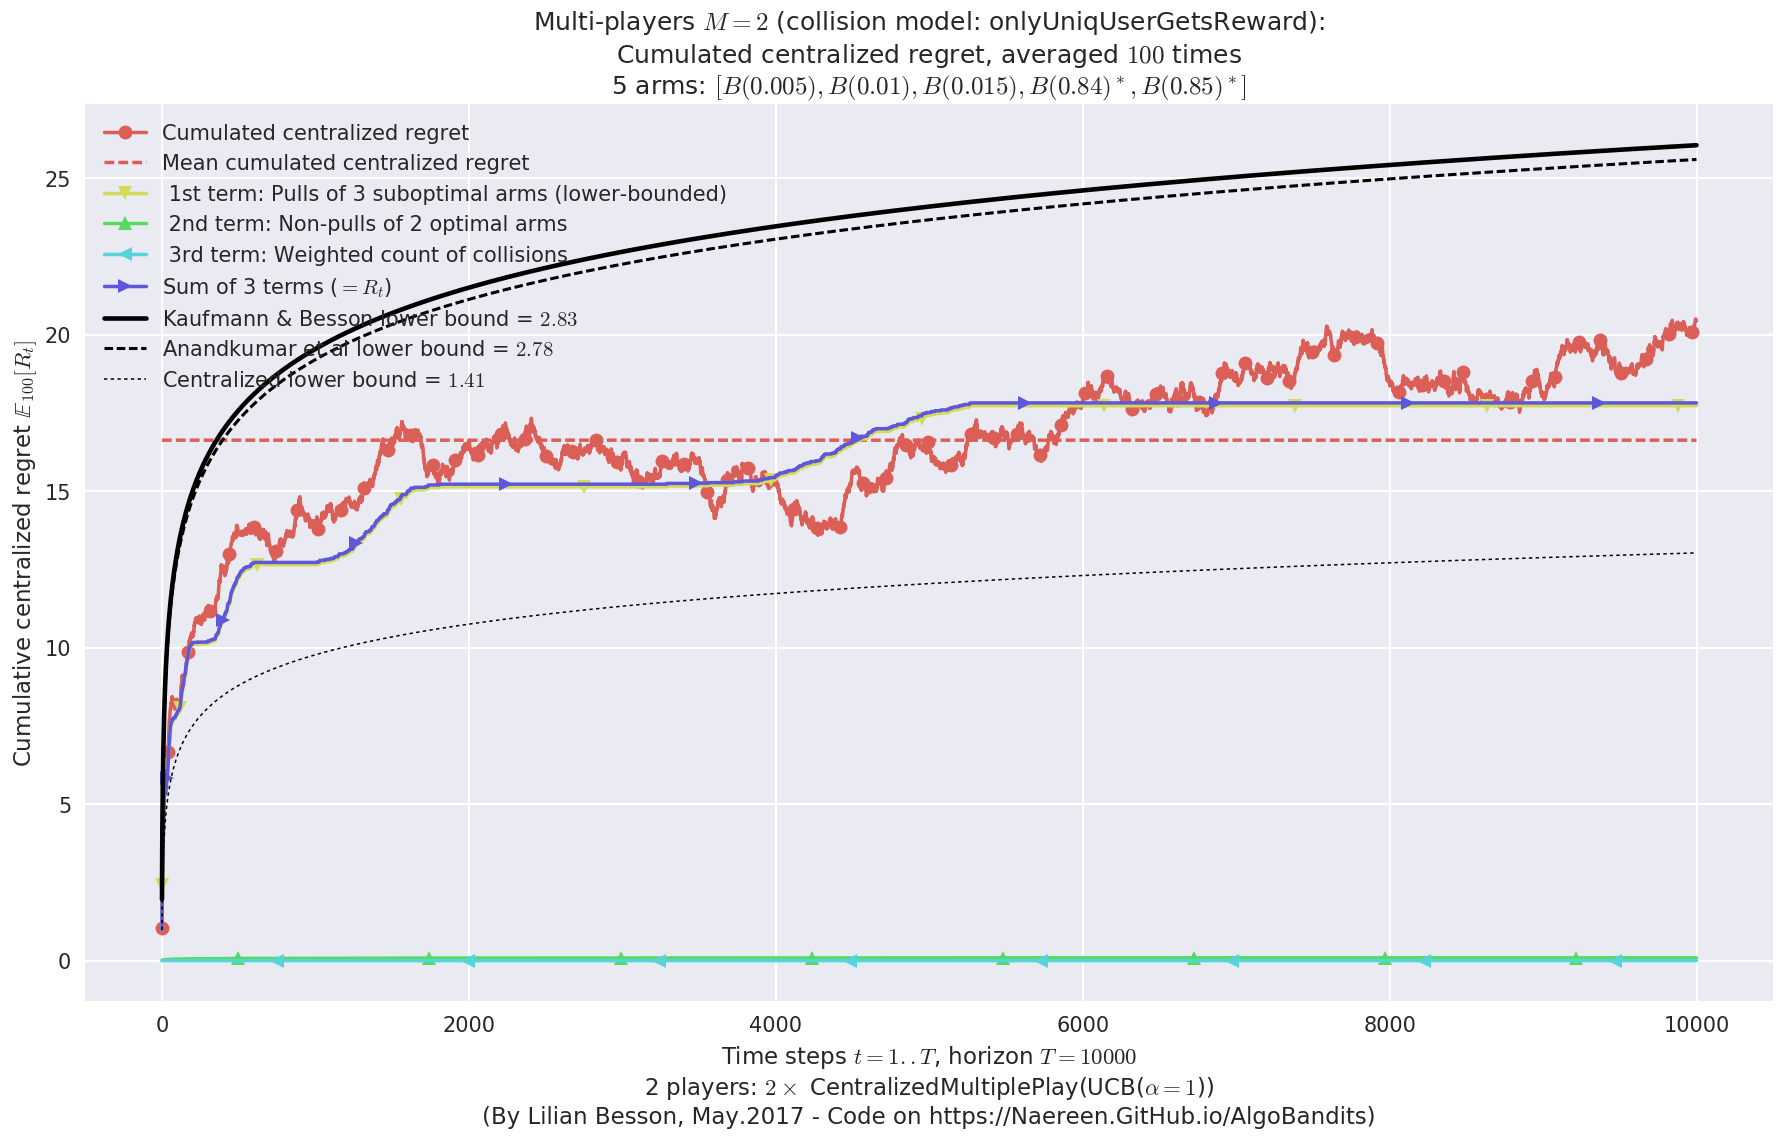 Multi-players M = 2 (collision model: onlyUniqUserGetsReward):
Cumulated centralized regret, averaged 100 times
5 arms: [B(0.005), B(0.01), B(0.015), B(0.84)*, B(0.85)*]
Cumulated centralized regret
Mean cumulated centralized regret
1st term: Pulls of 3 suboptimal arms (lower-bounded)
2nd term: Non-pulls of 2 optimal arms
3rd term: Weighted count of collisions
Sum of 3 terms (= R_t)
Kaufmann & Besson lower bound = 2.83
Anandkumar et al lower bound = 2.78
Centralized lower bound = 1.41
Cumulative centralized regret 𝔼_100[R_t]
25
20
15
10
5
0
0 2000 4000 6000 8000 10000
Time steps t = 1..T, horizon T = 10000
2 players: 2 × CentralizedMultiplePlay(UCB(α = 1))
(By Lilian Besson, May.2017 - Code on https://Naereen.GitHub.io/AlgoBandits)